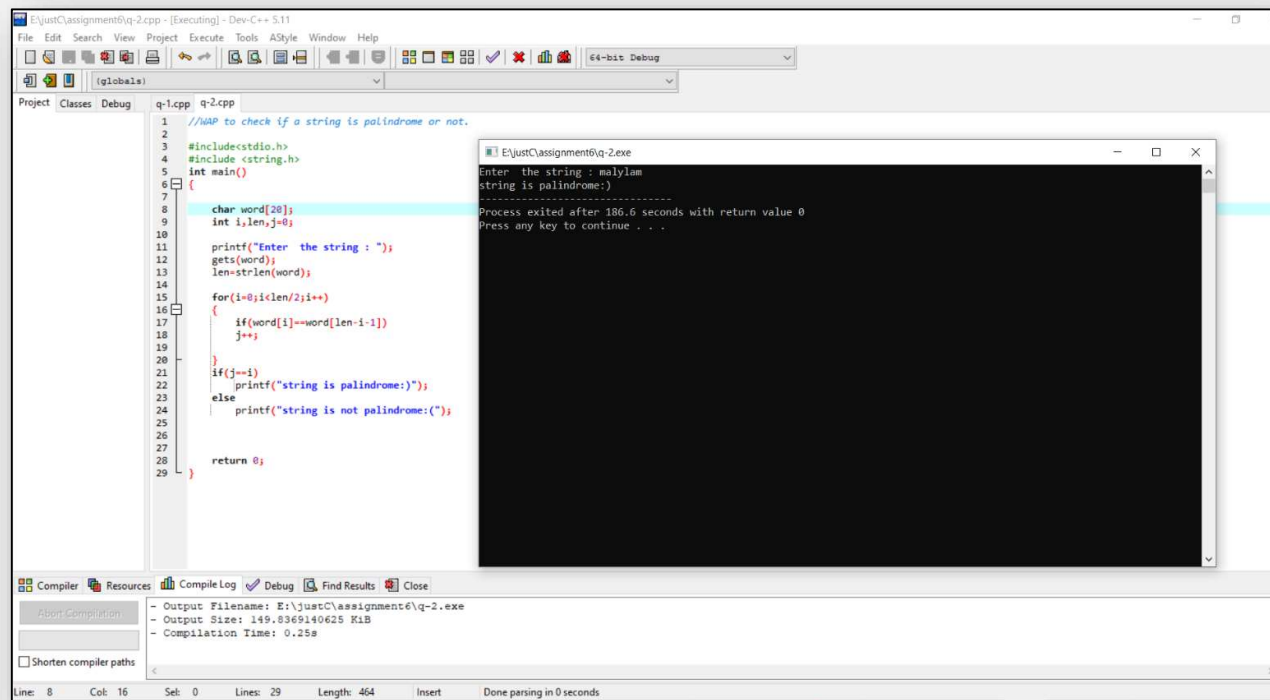 E:\justC\assignment6\q-2.cpp - [Executing] - Dev-C++ 5.11
File Edit Search View Project Execute Tools AStyle Window Help
64-bit Debug
(globals)
Project Classes Debug q-1.cpp q-2.cpp
1 //WAP to check if a string is palindrome or not.
2
3 #include<stdio.h>
4 #include <string.h>
5 int main()
6 {
7
8 char word[20];
9 int i,len,j=0;
10
11 printf("Enter  the string : ");
12 gets(word);
13 len=strlen(word);
14
15 for(i=0;i<len/2;i++)
16 {
17 if(word[i]==word[len-i-1])
18 j++;
19
20 }
21 if(j==i)
22 printf("string is palindrome:)");
23 else
24 printf("string is not palindrome:(");
25
26
27
28 return 0;
29 }
E:\justC\assignment6\q-2.exe
Enter  the string : malylam
string is palindrome:)
--------------------------------
Process exited after 186.6 seconds with return value 0
Press any key to continue . . .
Compiler Resources Compile Log Debug Find Results Close
Abort Compilation
Shorten compiler paths
- Output Filename: E:\justC\assignment6\q-2.exe
- Output Size: 149.8369140625 KiB
- Compilation Time: 0.25s
Line: 8 Col: 16 Sel: 0 Lines: 29 Length: 464 Insert Done parsing in 0 seconds